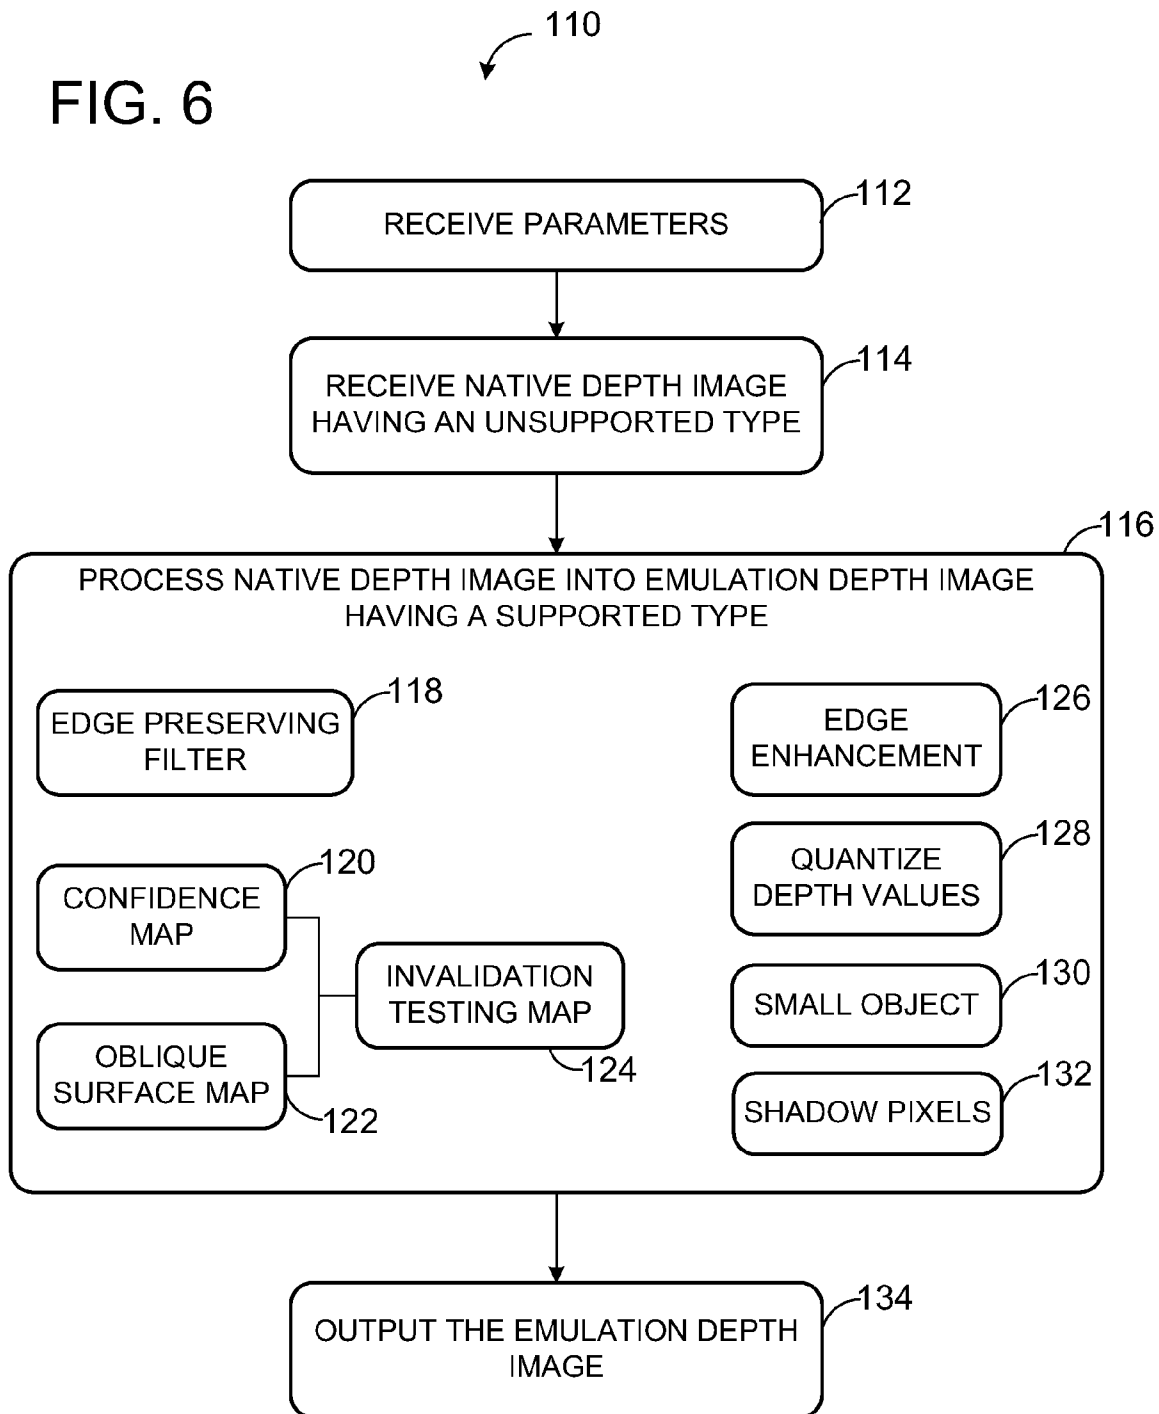 110
FIG. 6
112
RECEIVE PARAMETERS
114
RECEIVE NATIVE DEPTH IMAGE
HAVING AN UNSUPPORTED TYPE
116
PROCESS NATIVE DEPTH IMAGE INTO EMULATION DEPTH IMAGE
HAVING A SUPPORTED TYPE
118
EDGE PRESERVING
FILTER
120
CONFIDENCE
MAP
OBLIQUE
SURFACE MAP
122
INVALIDATION
TESTING MAP
124
126
EDGE
ENHANCEMENT
128
QUANTIZE
DEPTH VALUES
130
SMALL OBJECT
132
SHADOW PIXELS
134
OUTPUT THE EMULATION DEPTH
IMAGE